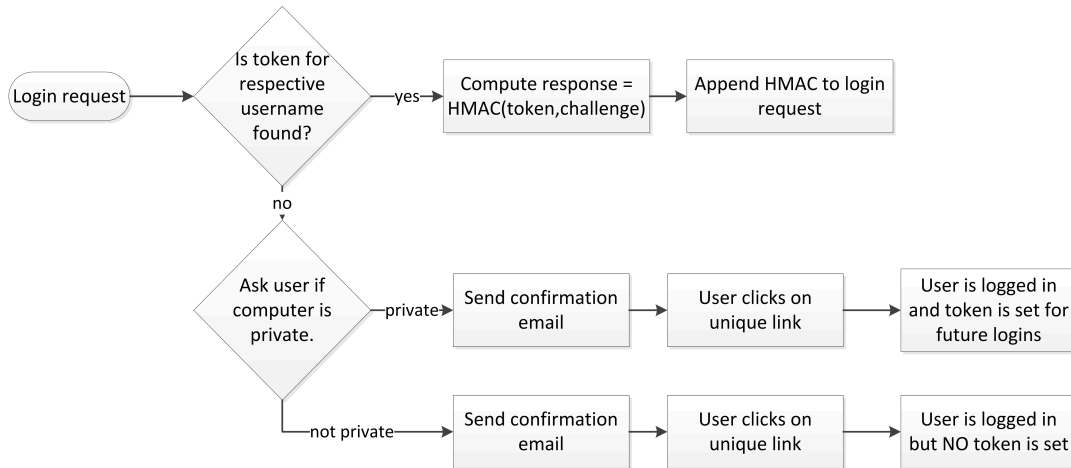 Login request
Is token for
respective
username
found?
yes
Compute response =
HMAC(token,challenge)
Append HMAC to login
request
no
Ask user if
computer is
private.
private
Send confirmation
email
User clicks on
unique link
User is logged in
and token is set for
future logins
not private
Send confirmation
email
User clicks on
unique link
User is logged in
but NO token is set